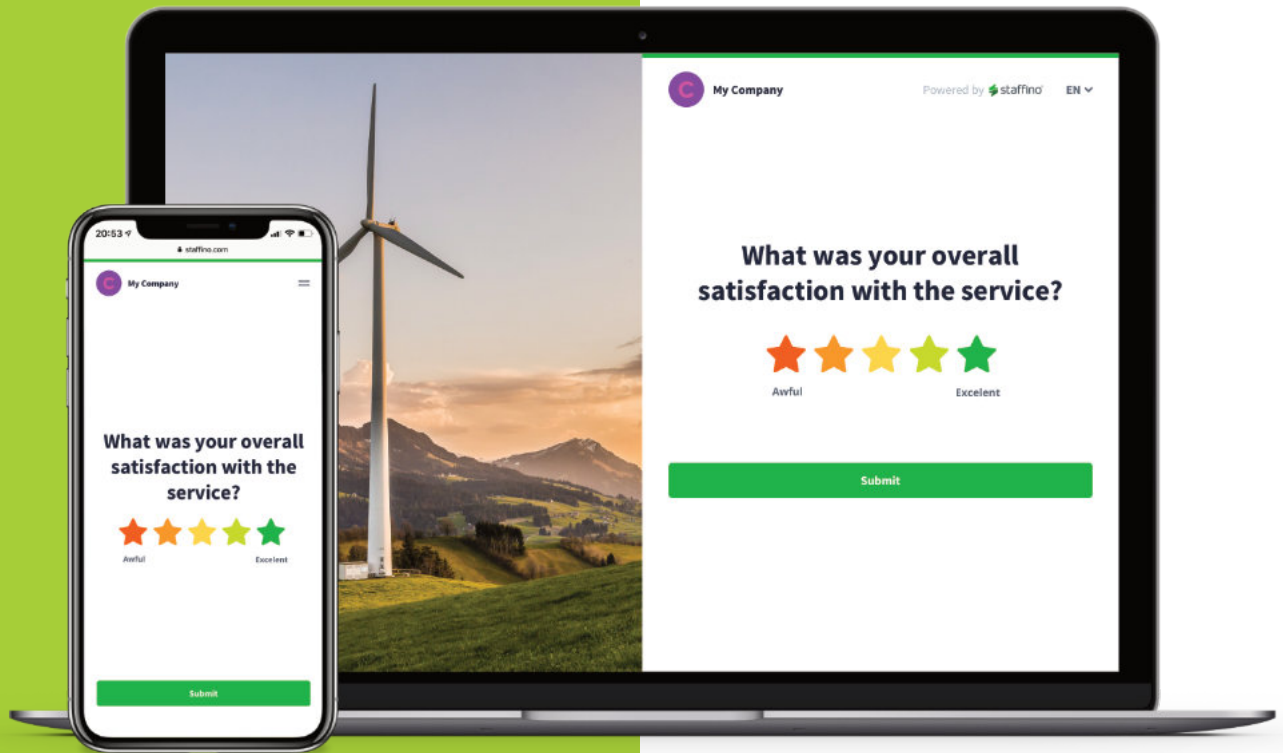 C
My Company
Powered by staffino
EN
What was your overall
satisfaction with the service?
Awful
Excelent
Submit
20:53
staffino.com
C
My Company
What was your overall
satisfaction with the
service?
Awful
Excelent
Submit